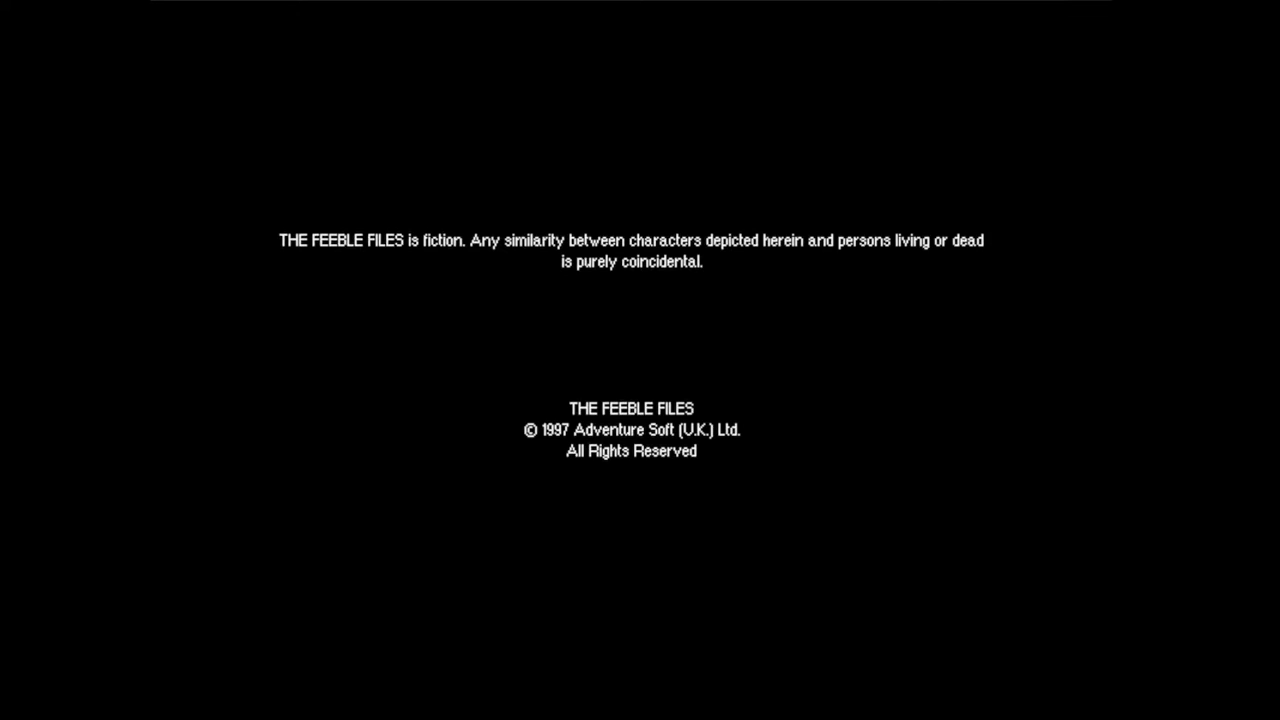 THE FEEBLE FILES is fiction. Any similarity between characters depicted herein and persons living or dead
is purely coincidental.
THE FEEBLE FILES
© 1997 Adventure Soft (U.K.) Ltd.
All Rights Reserved